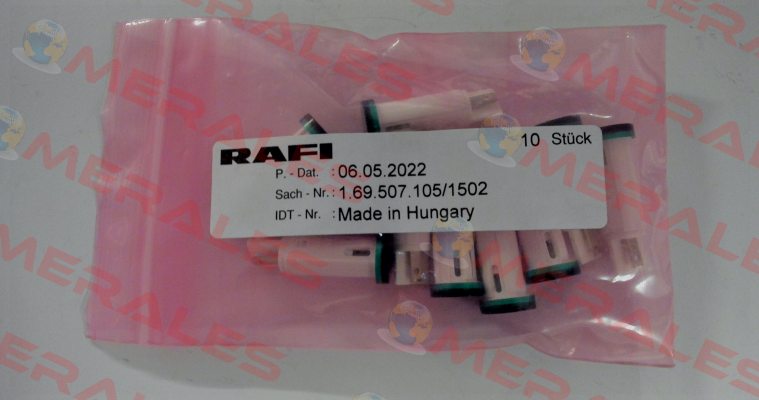 RAFI
10 Stück
P. - Dat. : 06.05.2022
Sach - Nr. : 1.69.507.105/1502
IDT - Nr. : Made in Hungary
MERALES
MERALES
MERALES
MERALES
MERALES
MERALES